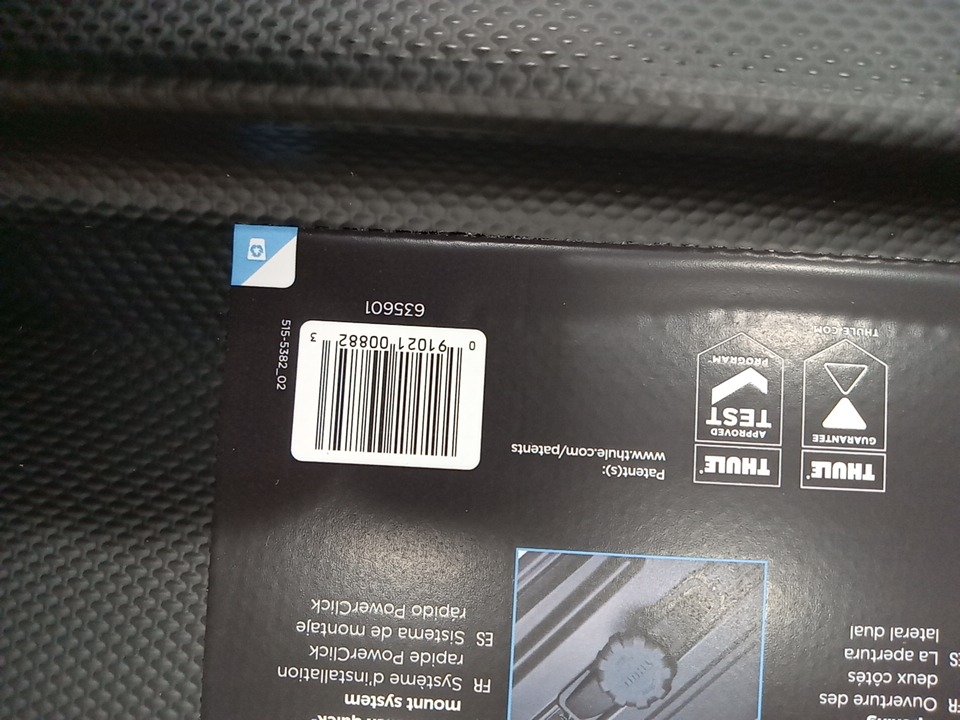 lateral dual
ES La apertura
deux côtés
FR Ouverture des
rápido PowerClick
ES Sistema de montaje
rapide PowerClick
FR Système d'installation
mount system
THULE
GUARANTEE
THULE.COM
THULE
APPROVED
TEST
PROGRAM™
Patent(s):
www.thule.com/patents
0 91021 00882 3
635601
515-5382_02